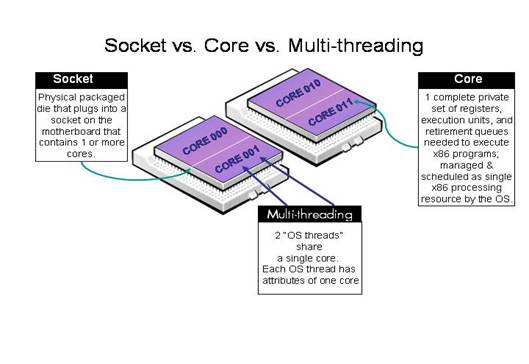 Socket vs. Core vs. Multi-threading
Socket
Physical packaged
die that plugs into a
socket on the
motherboard that
contains 1 or more
cores.
CORE 010
CORE 011
CORE 000
CORE 001
Core
1 complete private
set of registers,
execution units, and
retirement queues
needed to execute
x86 programs;
managed &
scheduled as single
x86 processing
resource by the OS.
Multi-threading
2 "OS threads"
share
a single core.
Each OS thread has
attributes of one core